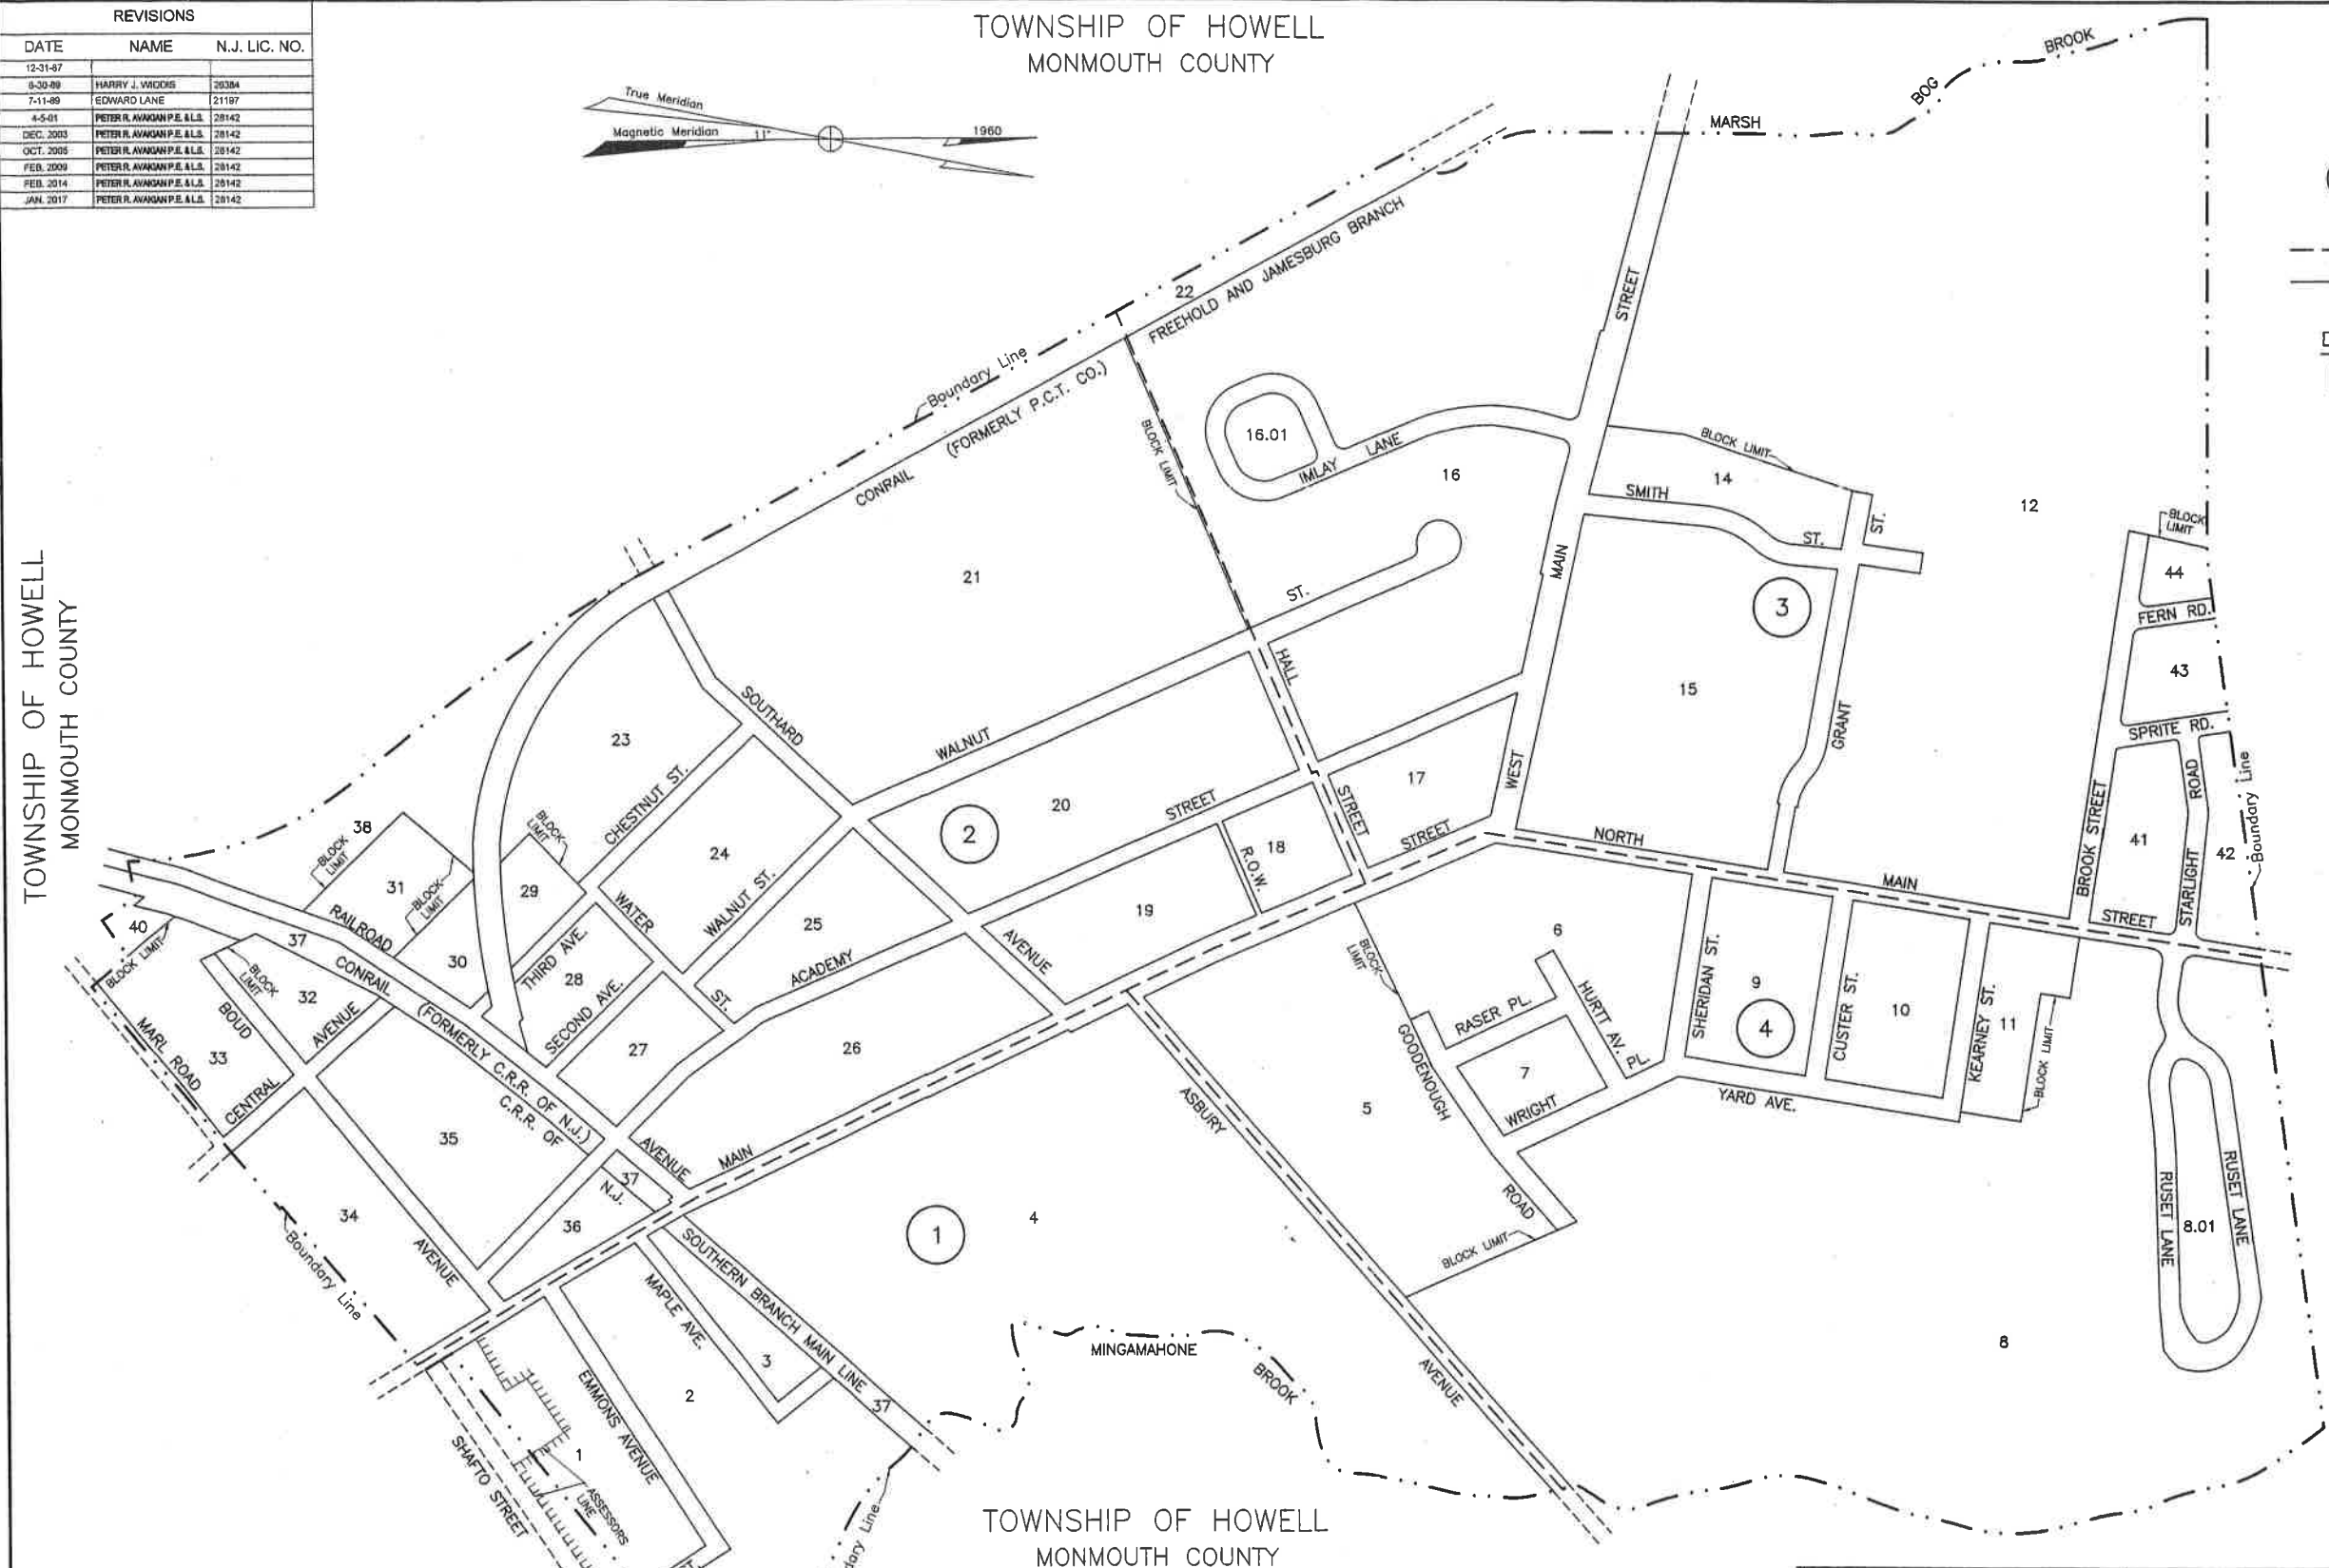 REVISIONS
DATE NAME N.J. LIC. NO.
12-31-87
6-30-89 HARRY J. WIDDIS 26384
7-11-89 EDWARD LANE 21197
4-5-01 PETER R. AVAKIAN P.E. & L.S. 28142
DEC. 2003 PETER R. AVAKIAN P.E. & L.S. 28142
OCT. 2005 PETER R. AVAKIAN P.E. & L.S. 28142
FEB. 2009 PETER R. AVAKIAN P.E. & L.S. 28142
FEB. 2014 PETER R. AVAKIAN P.E. & L.S. 28142
JAN. 2017 PETER R. AVAKIAN P.E. & L.S. 28142
TOWNSHIP OF HOWELL
MONMOUTH COUNTY
True Meridian
Magnetic Meridian 11° 1960
MARSH BOG BROOK
22
FREEHOLD AND JAMESBURG BRANCH
Boundary Line
CONRAIL (FORMERLY P.C.T. CO.)
BLOCK LIMIT
16.01
IMLAY LANE
16
STREET
MAIN
WEST
BLOCK LIMIT
14
SMITH ST.
ST.
12
BLOCK
LIMIT
44
FERN RD.
43
SPRITE RD.
3
15
GRANT
TOWNSHIP OF HOWELL
MONMOUTH COUNTY
21
ST.
HALL
STREET
WALNUT
SOUTHARD
AVENUE
23
CHESTNUT ST.
20
2
STREET
17
STREET
18
R.O.W.
19
NORTH
MAIN
STREET
BROOK STREET
41
STARLIGHT
ROAD
42
Boundary Line
38
BLOCK
LIMIT
31
BLOCK
LIMIT
BLOCK
LIMIT
29
24
WATER
ST.
WALNUT ST.
25
ACADEMY
RAILROAD
AVENUE
30
THIRD AVE.
28
SECOND AVE.
27
26
40
BLOCK LIMIT
37
CONRAIL (FORMERLY C.R.R. OF N.J.)
C.R.R. OF
N.J.
BLOCK
LIMIT
32
BOUD
AVENUE
MARL ROAD
33
CENTRAL
AVENUE
35
34
Boundary Line
36
37
MAIN
6
BLOCK
LIMIT
RASER PL.
HURTT AV.
PL.
7
WRIGHT
GOODENOUGH
ROAD
5
SHERIDAN ST.
9
4
CUSTER ST.
10
KEARNEY ST.
11
BLOCK LIMIT
YARD AVE.
BLOCK LIMIT
ASBURY
AVENUE
1
4
RUSET LANE
8.01
RUSET LANE
8
SOUTHERN BRANCH MAIN LINE
37
MAPLE AVE.
3
2
EMMONS AVENUE
1
ASSESSORS
LINE
SHAFTO STREET
MINGAMAHONE
BROOK
dary Line
TOWNSHIP OF HOWELL
MONMOUTH COUNTY